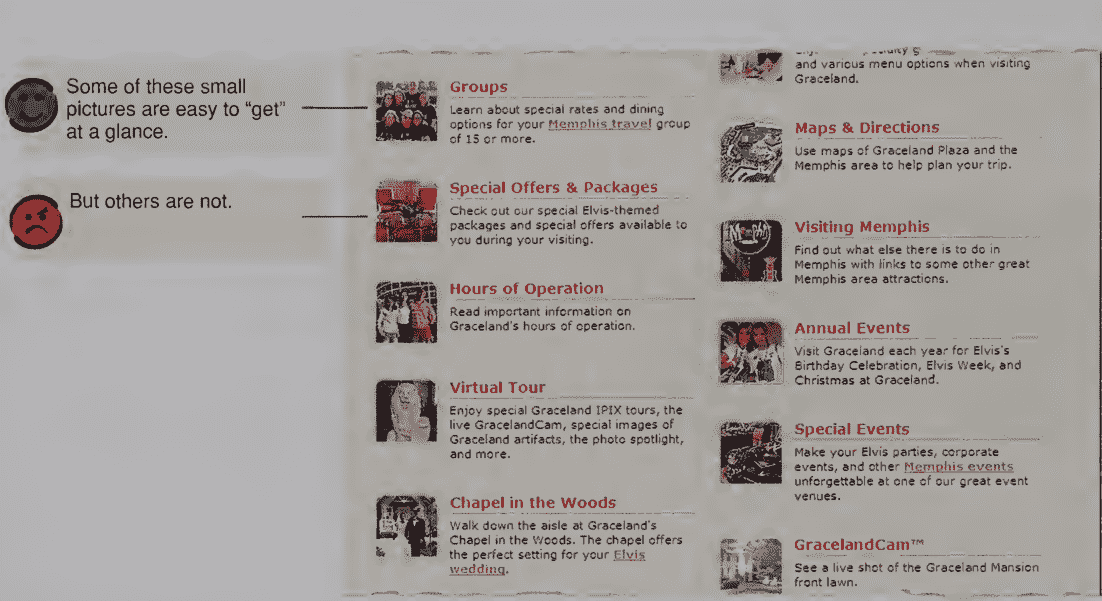 Some of these small
pictures are easy to “get”
at a glance.
But others are not.
Groups
Learn about special rates and dining
options for your Memphis travel group
of 15 or more.
Special Offers & Packages
Check out our special Elvis-themed
packages and special offers available to
you during your visiting.
Hours of Operation
Read important information on
Graceland's hours of operation.
Virtual Tour
Enjoy special Graceland IPIX tours, the
live GracelandCam, special images of
Graceland artifacts, the photo spotlight,
and more.
Chapel in the Woods
Walk down the aisle at Graceland's
Chapel in the Woods. The chapel offers
the perfect setting for your Elvis
wedding.
and various menu options when visiting
Graceland.
Maps & Directions
Use maps of Graceland Plaza and the
Memphis area to help plan your trip.
Memphis
Visiting Memphis
Find out what else there is to do in
Memphis with links to some other great
Memphis area attractions.
Annual Events
Visit Graceland each year for Elvis's
Birthday Celebration, Elvis Week, and
Christmas at Graceland.
Special Events
Make your Elvis parties, corporate
events, and other Memphis events
unforgettable at one of our great event
venues.
GracelandCam™
See a live shot of the Graceland Mansion
front lawn.